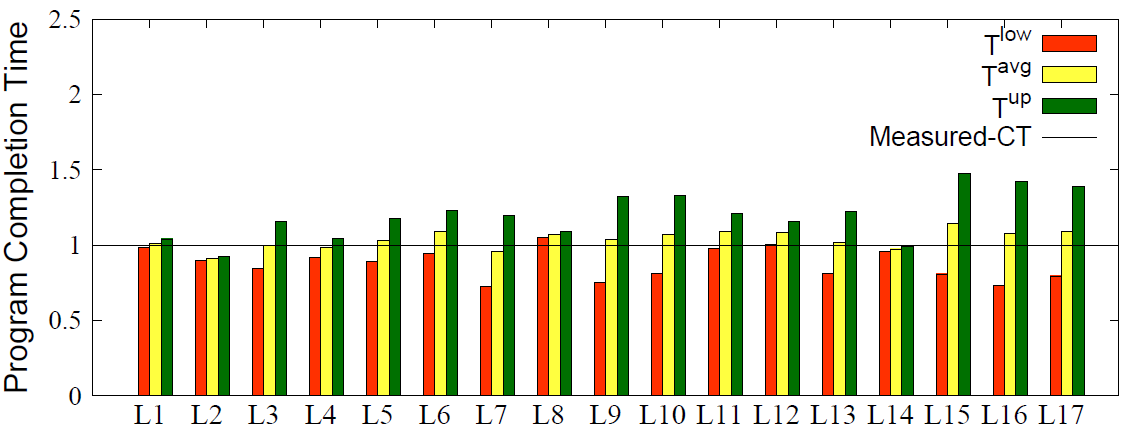 Program Completion Time
2.5
2
1.5
1
0.5
0
T^low
T^avg
T^up
Measured-CT
L1 L2 L3 L4 L5 L6 L7 L8 L9 L10 L11 L12 L13 L14 L15 L16 L17